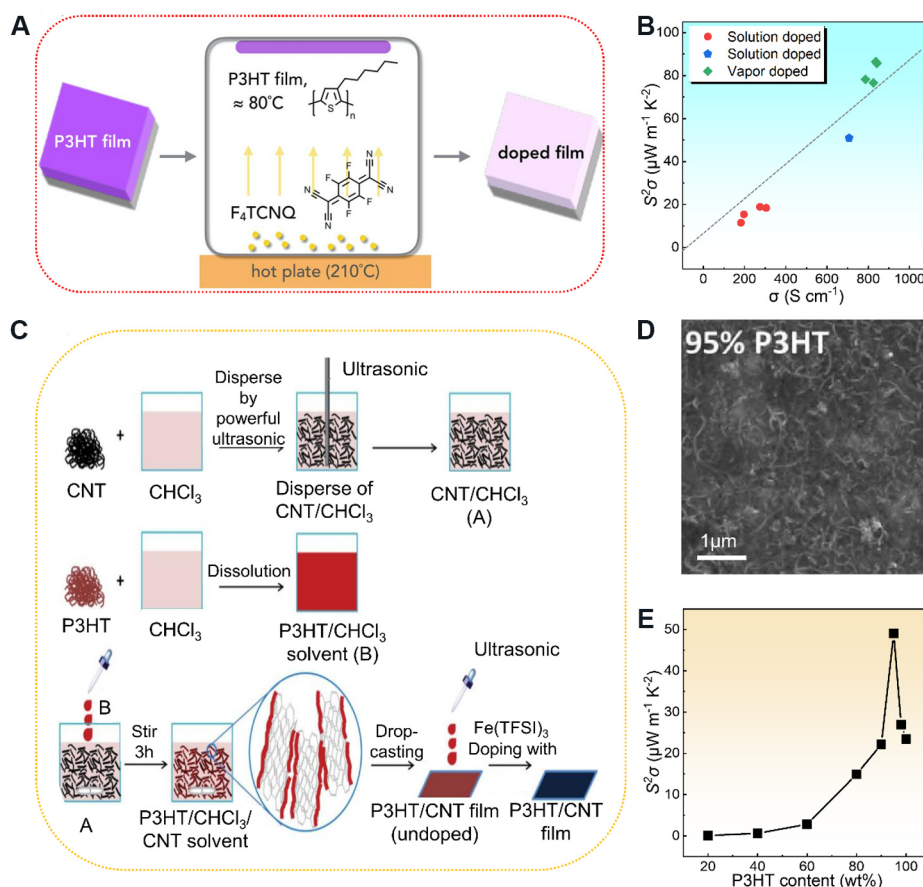 A
P3HT film
P3HT film,
≈ 80°C
S
n
N
N
CN
F
F
CN
F
F
CN
F₄TCNQ
hot plate (210°C)
doped film
B
Solution doped
Solution doped
Vapor doped
100
80
60
40
20
0
S²σ (μW m⁻¹ K⁻²)
0 200 400 600 800 1000
σ (S cm⁻¹)
C
CNT
+
CHCl₃
Disperse
by
powerful
ultrasonic
Ultrasonic
Disperse of
CNT/CHCl₃
CNT/CHCl₃
(A)
P3HT
+
CHCl₃
Dissolution
P3HT/CHCl₃
solvent (B)
B
A
Stir
3h
P3HT/CHCl₃/
CNT solvent
Drop-
casting
Ultrasonic
Fe(TFSI)₃
Doping with
P3HT/CNT film
(undoped)
P3HT/CNT
film
D
95% P3HT
1μm
E
50
40
30
20
10
0
S²σ (μW m⁻¹ K⁻²)
20 40 60 80 100
P3HT content (wt%)